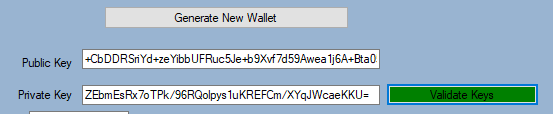 Generate New Wallet
Public Key +CbDDRSriYd+zeYibbUFRuc5Je+b9Xvf7d59Awea1j6A+Bta0
Private Key ZEbmEsRx7oTPk/96RQolpys1uKREFCm/XYqJWcaeKKU= Validate Keys